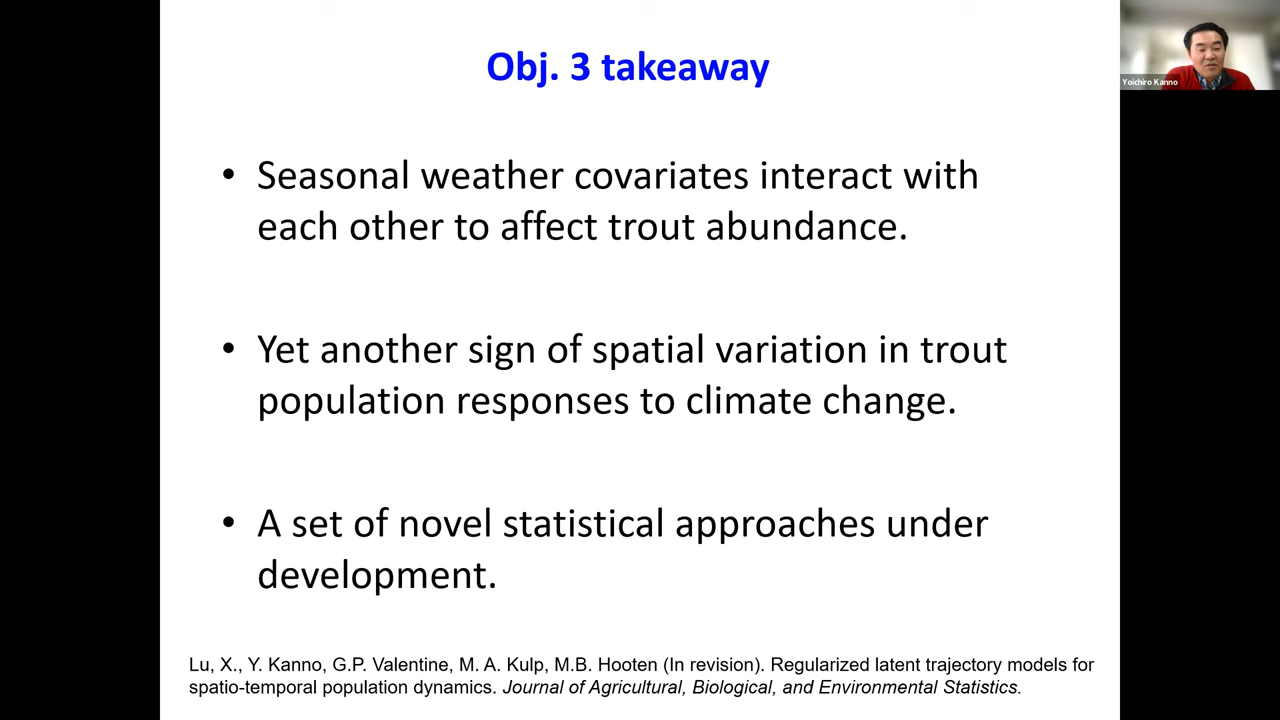 Obj. 3 takeaway
Yoichiro Kanno
• Seasonal weather covariates interact with
each other to affect trout abundance.
• Yet another sign of spatial variation in trout
population responses to climate change.
• A set of novel statistical approaches under
development.
Lu, X., Y. Kanno, G.P. Valentine, M. A. Kulp, M.B. Hooten (In revision). Regularized latent trajectory models for
spatio-temporal population dynamics. Journal of Agricultural, Biological, and Environmental Statistics.